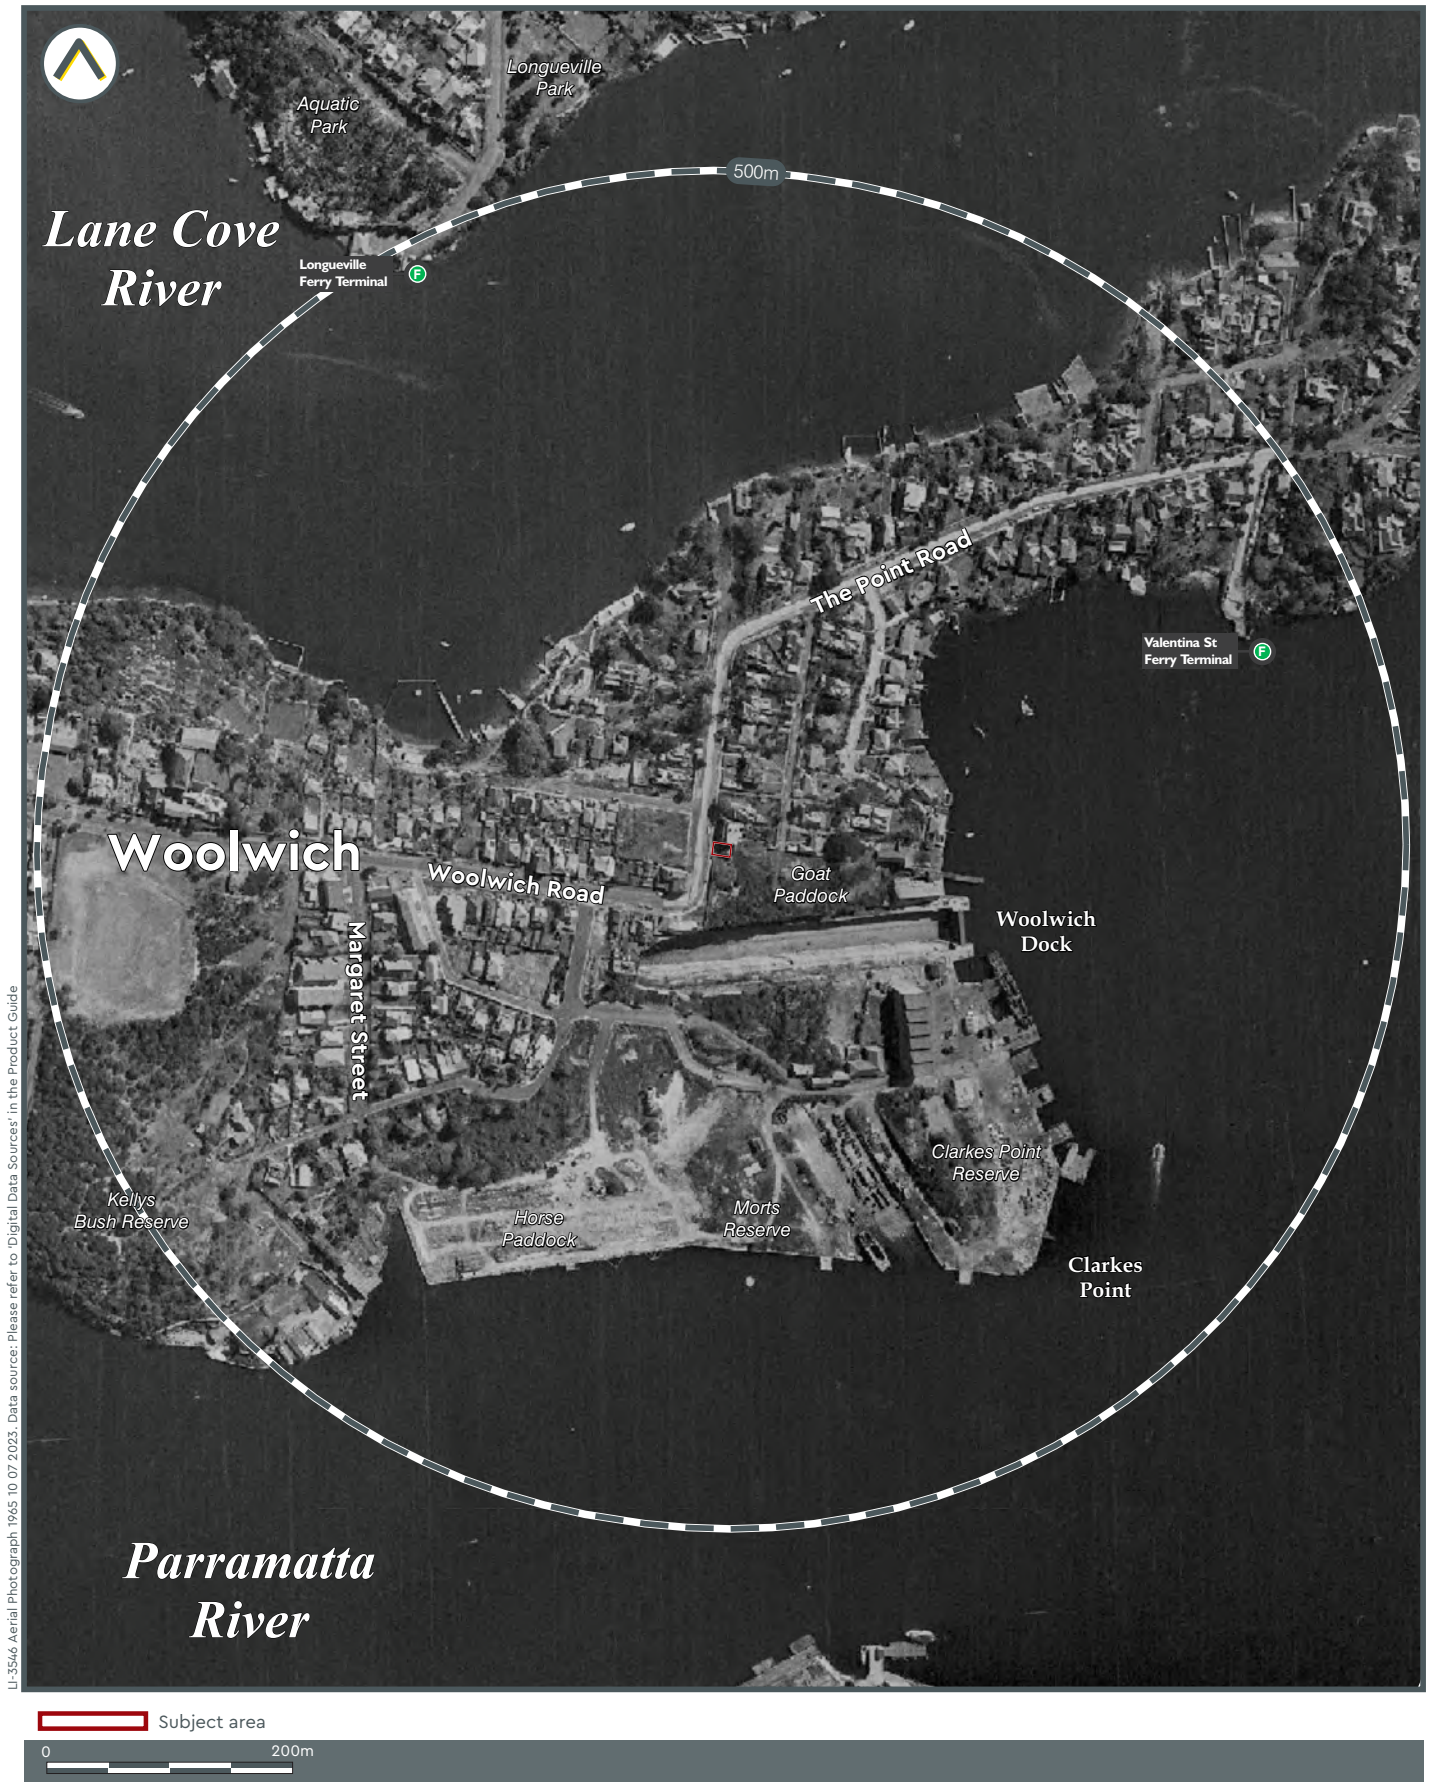 Longueville
Park
Aquatic
Park
500m
Lane Cove
River
Longueville
Ferry Terminal
F
The Point Road
Valentina St
Ferry Terminal
F
Woolwich
Woolwich Road
Goat
Paddock
Woolwich
Dock
Margaret Street
Clarkes Point
Reserve
Kellys
Bush Reserve
Horse
Paddock
Morts
Reserve
Clarkes
Point
Parramatta
River
LI-3546 Aerial Photograph 1965 10 07 2023. Data source: Please refer to 'Digital Data Sources' in the Product Guide
Subject area
0 200m